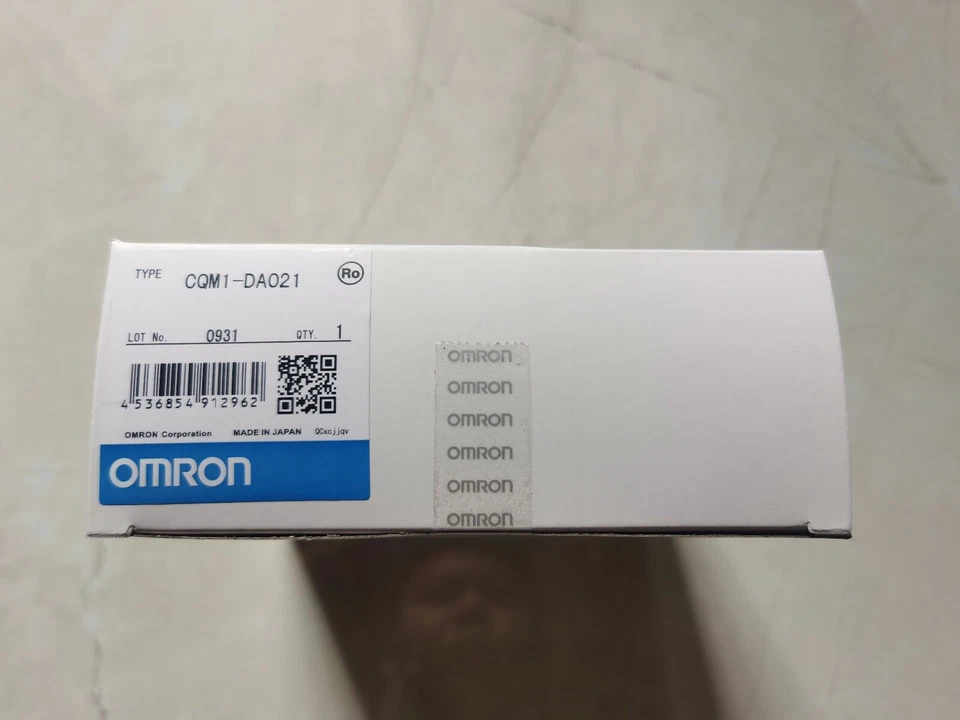 TYPE CQM1-DA021 Ro
LOT No. 0931 QTY. 1
4 536854 912962
OMRON Corporation MADE IN JAPAN QCxcjjqv
OMRON
OMRON
OMRON
OMRON
OMRON
OMRON
OMRON